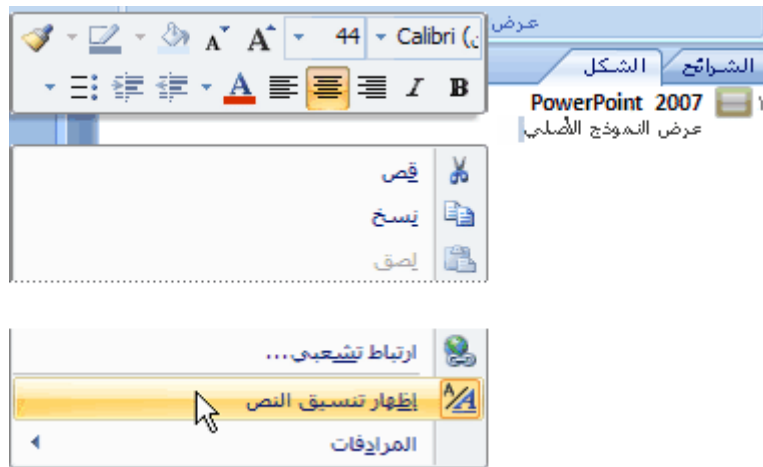 عرض
44 Calibri (
الشرائح الشكل
B I A
PowerPoint 2007
عرض النموذج الأصلي
قص
نسخ
لصق
ارتباط تشعبي...
إظهار تنسيق النص
المرادفات